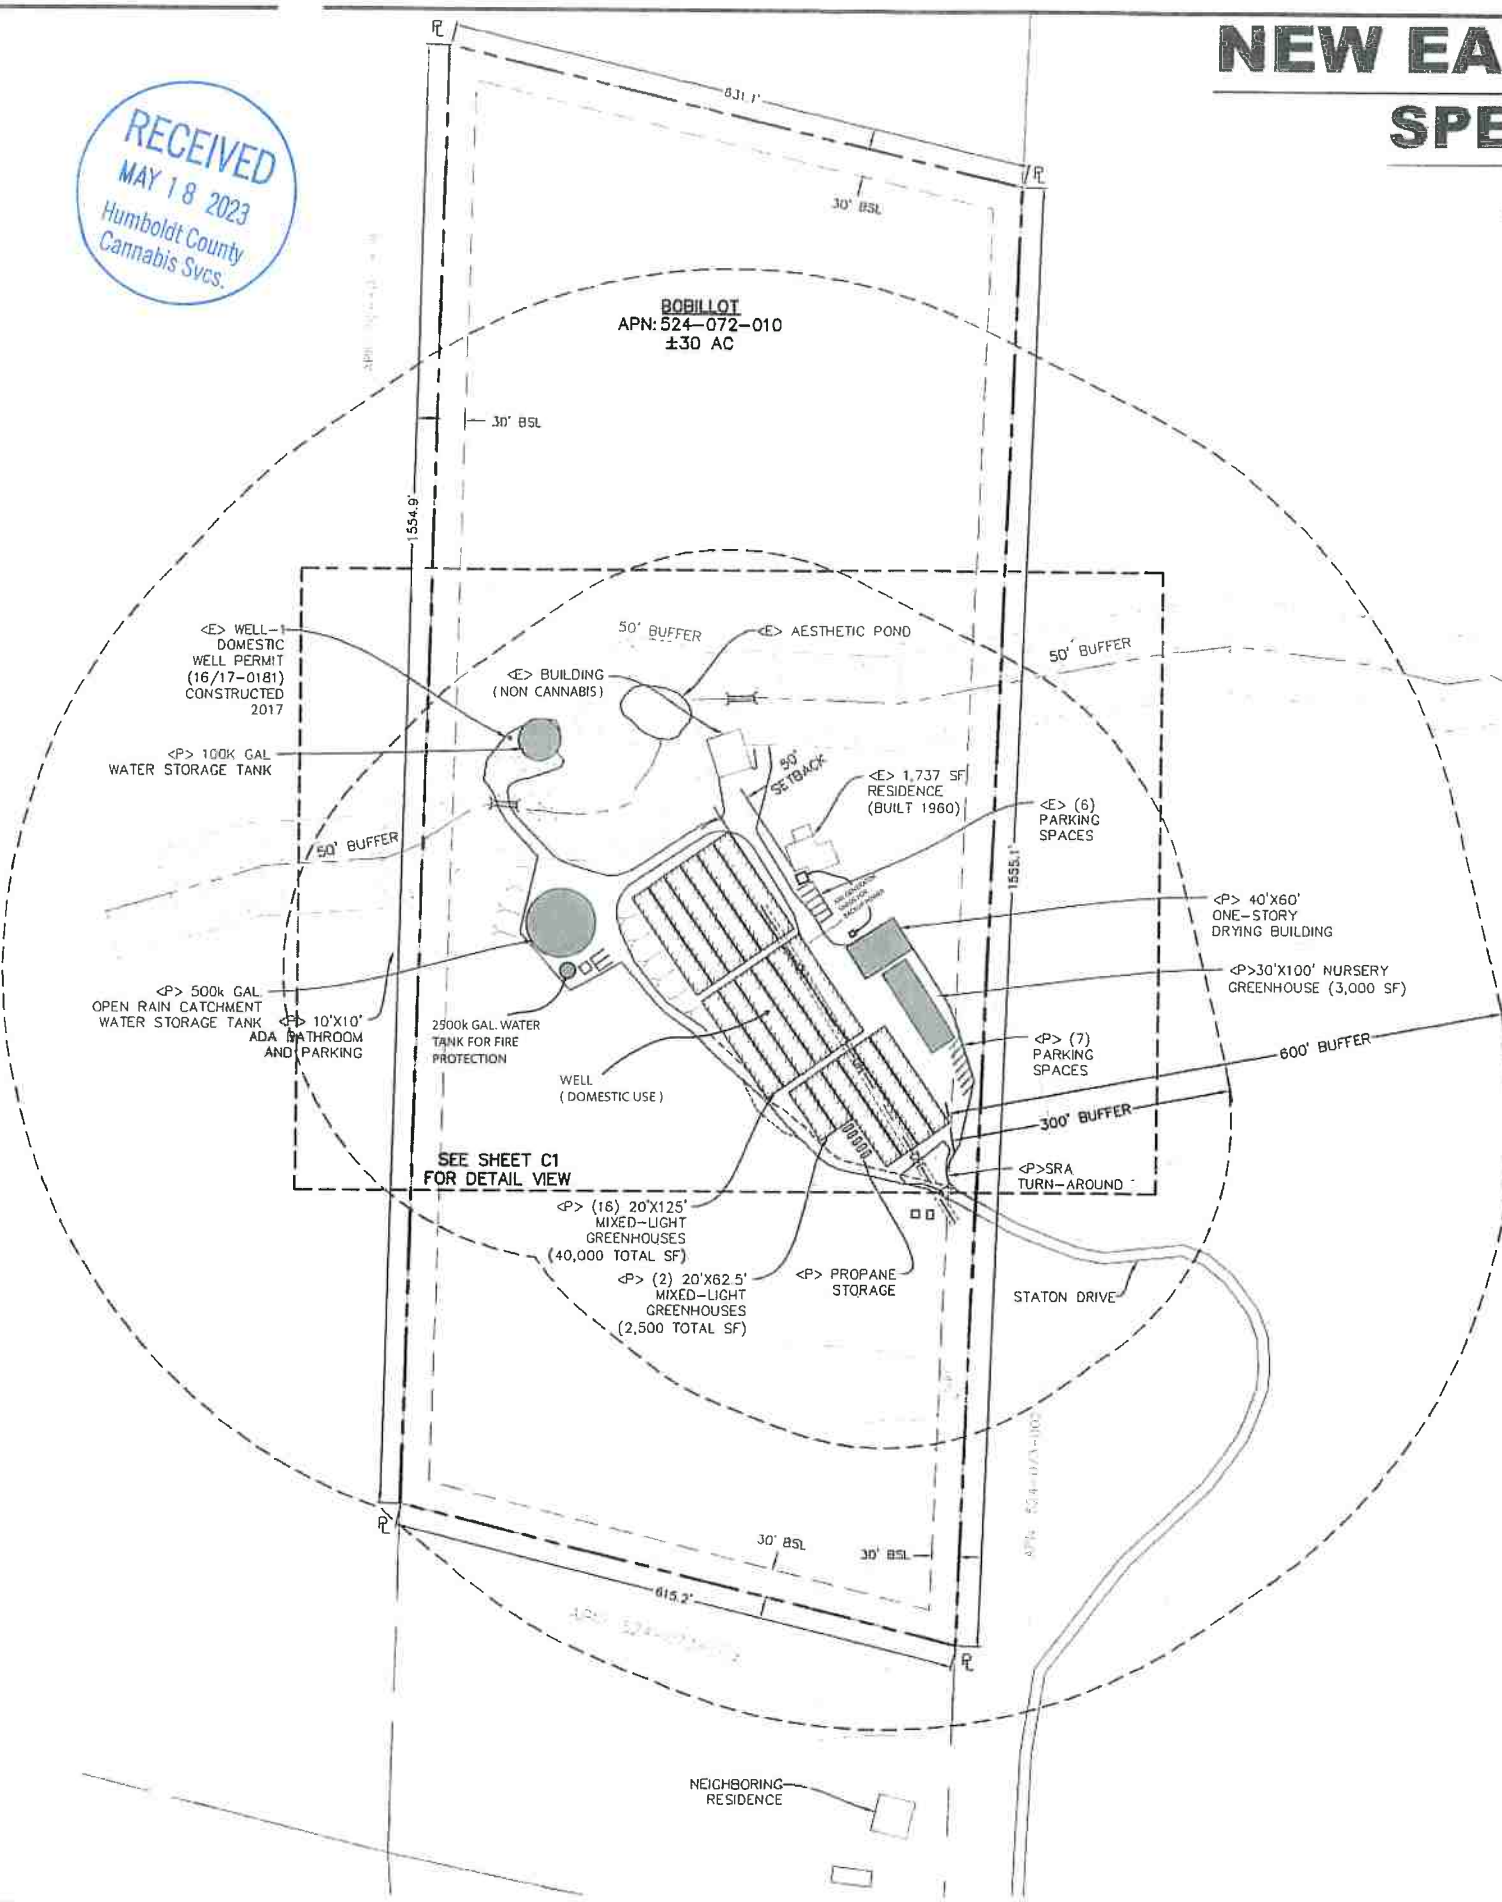 NEW EA
SPE
RECEIVED
MAY 18 2023
Humboldt County
Cannabis Svcs.
PL
631.1'
PL
30' BSL
BOBILLOT
APN: 524-072-010
±30 AC
30' BSL
1554.9'
<E> WELL-1
DOMESTIC
WELL PERMIT
(16/17-0181)
CONSTRUCTED
2017
50' BUFFER
<E> AESTHETIC POND
50' BUFFER
<E> BUILDING
(NON CANNABIS)
<P> 100K GAL
WATER STORAGE TANK
50'
SETBACK
<E> 1,737 SF
RESIDENCE
(BUILT 1960)
<E> (6)
PARKING
SPACES
50' BUFFER
1555.1'
<P> 40'X60'
ONE-STORY
DRYING BUILDING
<P>30'X100' NURSERY
GREENHOUSE (3,000 SF)
<P> 500k GAL
OPEN RAIN CATCHMENT
WATER STORAGE TANK
<P> 10'X10'
ADA BATHROOM
AND PARKING
2500k GAL. WATER
TANK FOR FIRE
PROTECTION
WELL
( DOMESTIC USE )
<P> (7)
PARKING
SPACES
600' BUFFER
300' BUFFER
SEE SHEET C1
FOR DETAIL VIEW
<P>SRA
TURN-AROUND
<P> (16) 20'X125'
MIXED-LIGHT
GREENHOUSES
(40,000 TOTAL SF)
<P> (2) 20'X62.5'
MIXED-LIGHT
GREENHOUSES
(2,500 TOTAL SF)
<P> PROPANE
STORAGE
STATON DRIVE
PL
30' BSL
30' BSL
615.2'
PL
NEIGHBORING
RESIDENCE